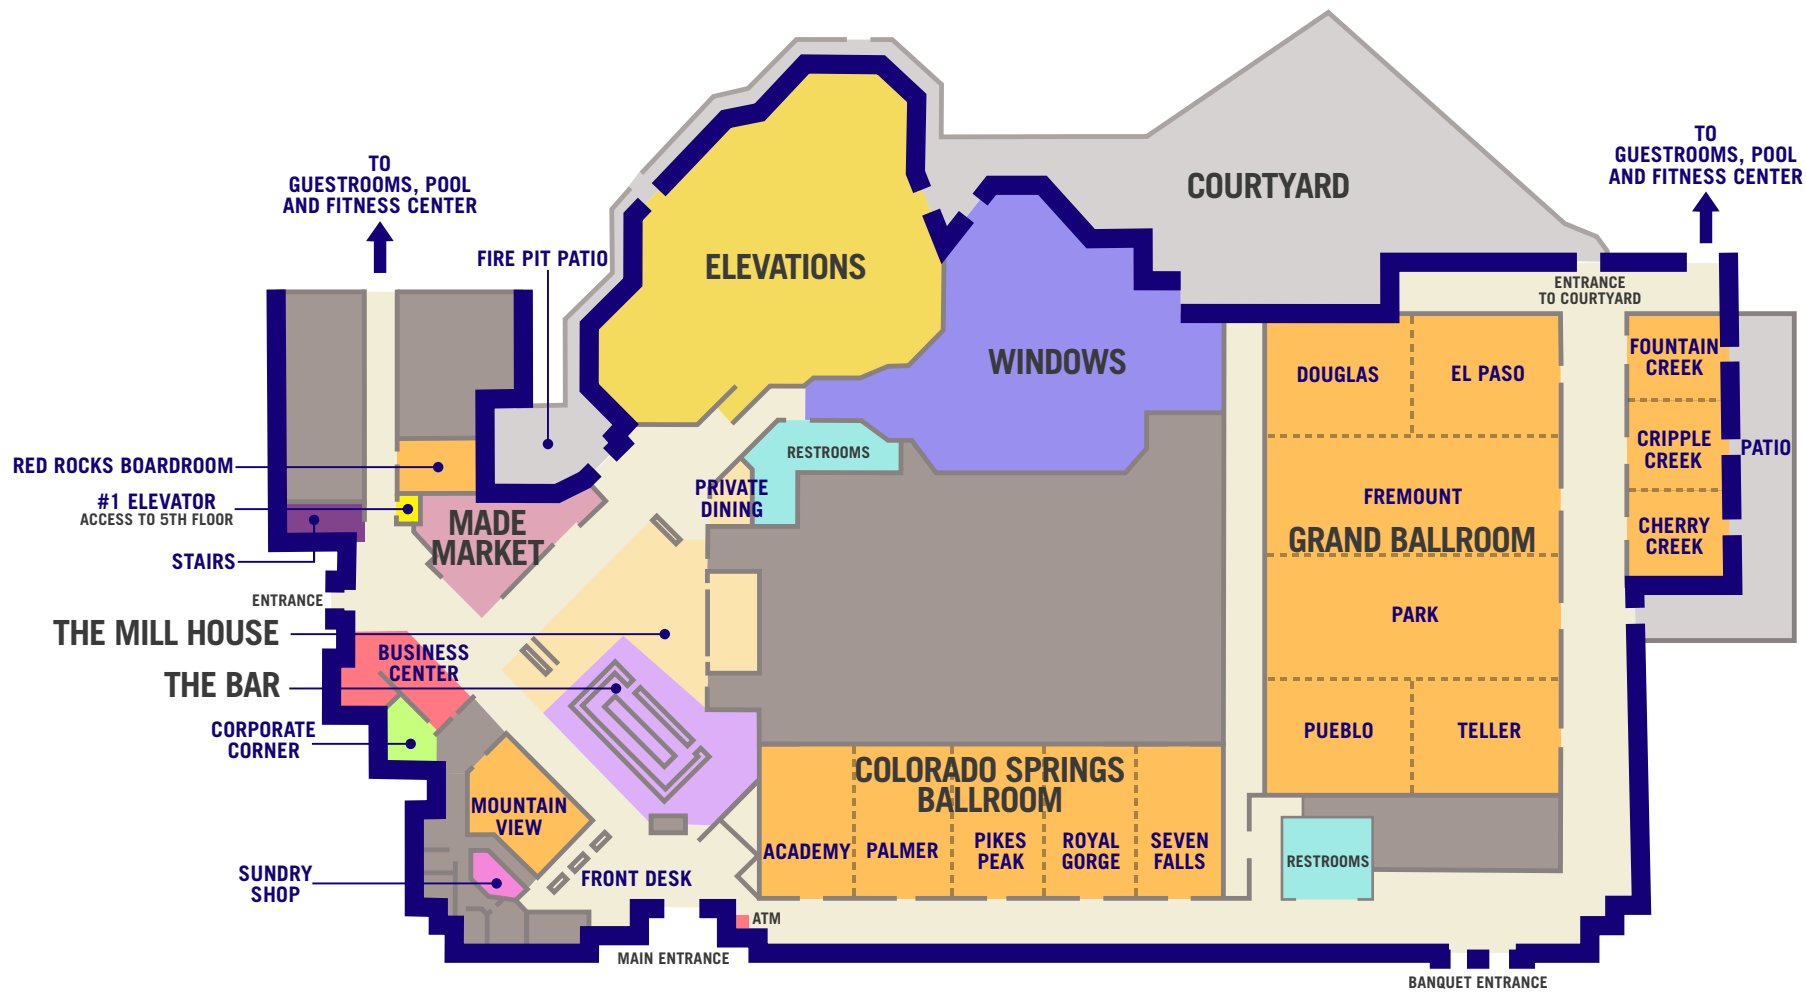 TO
GUESTROOMS, POOL
AND FITNESS CENTER
TO
GUESTROOMS, POOL
AND FITNESS CENTER
COURTYARD
FIRE PIT PATIO
ELEVATIONS
ENTRANCE
TO COURTYARD
WINDOWS
DOUGLAS
EL PASO
FOUNTAIN
CREEK
CRIPPLE
CREEK
PATIO
CHERRY
CREEK
RED ROCKS BOARDROOM
#1 ELEVATOR
ACCESS TO 5TH FLOOR
STAIRS
RESTROOMS
PRIVATE
DINING
MADE
MARKET
FREMOUNT
GRAND BALLROOM
PARK
PUEBLO
TELLER
ENTRANCE
THE MILL HOUSE
BUSINESS
CENTER
THE BAR
CORPORATE
CORNER
MOUNTAIN
VIEW
SUNDRY
SHOP
FRONT DESK
COLORADO SPRINGS
BALLROOM
ACADEMY
PALMER
PIKES
PEAK
ROYAL
GORGE
SEVEN
FALLS
RESTROOMS
ATM
MAIN ENTRANCE
BANQUET ENTRANCE